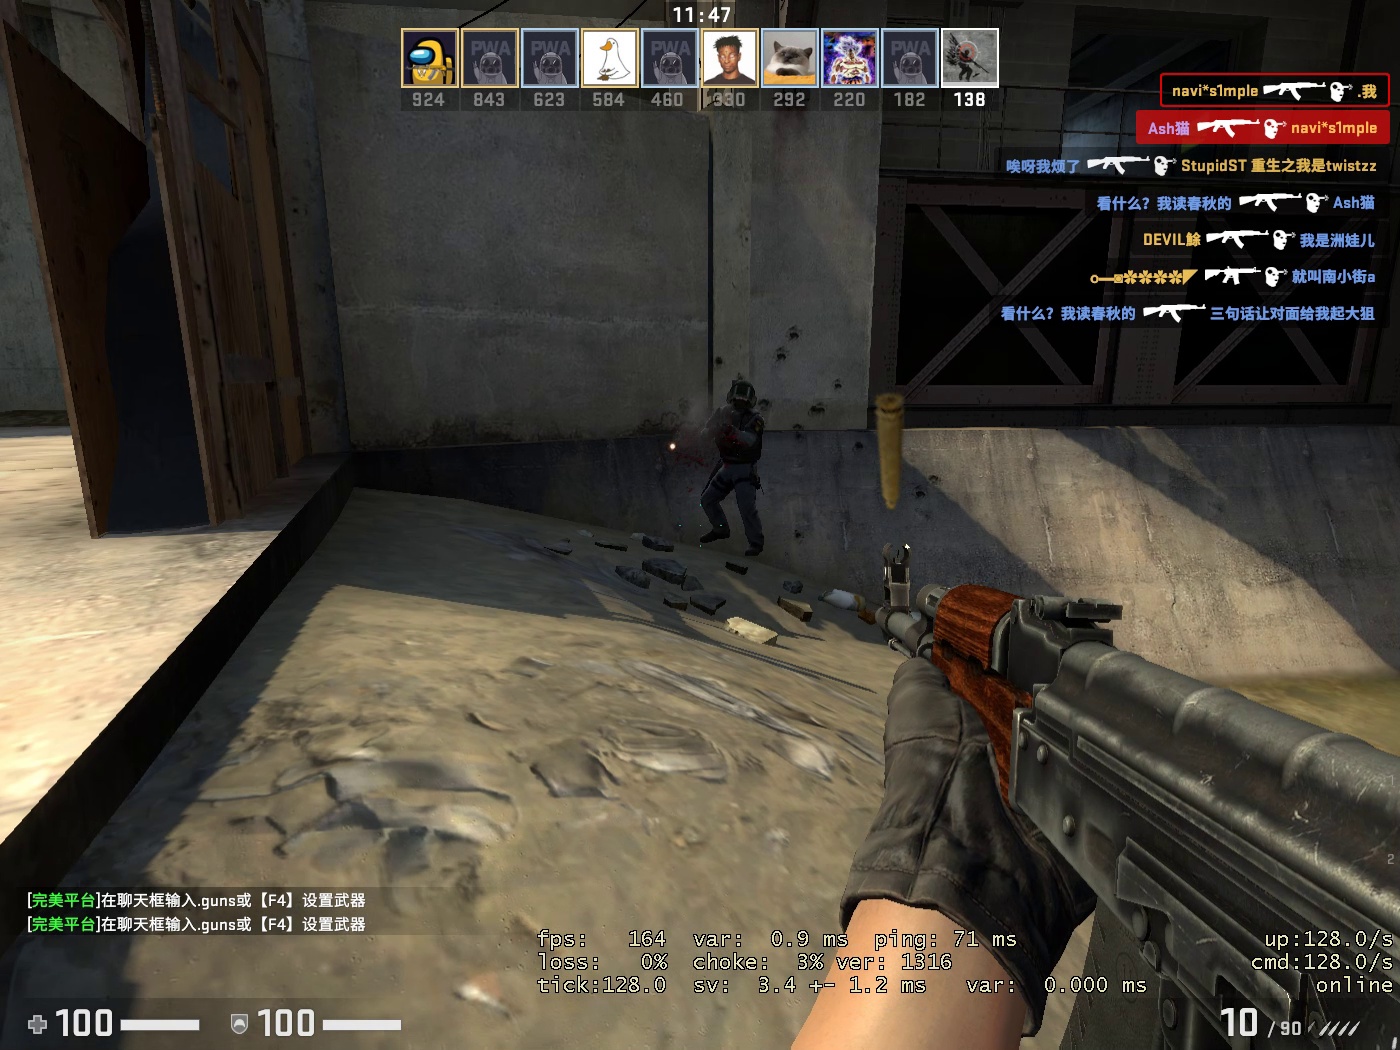 11:47
PWA PWA PWA PWA
924 843 623 584 460 330 292 220 182 138
navi*s1mple .我
Ash猫 navi*s1mple
唉呀我烦了 StupidST 重生之我是twistzz
看什么？我读春秋的 Ash猫
DEVIL鲧 我是洲娃儿
就叫南小街a
看什么？我读春秋的 三句话让对面给我起大狙
2
[完美平台]在聊天框输入.guns或【F4】设置武器
[完美平台]在聊天框输入.guns或【F4】设置武器
fps: 164 var: 0.9 ms ping: 71 ms
loss: 0% choke: 3% ver: 1316
tick:128.0 sv: 3.4 +- 1.2 ms var: 0.000 ms
up:128.0/s
cmd:128.0/s
online
100 100
10 / 90